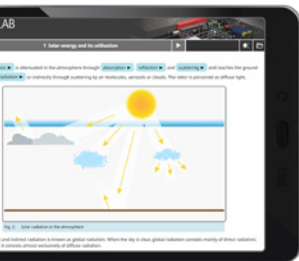 LAB
1 Solar energy and its utilisation
is attenuated in the atmosphere through absorption ▶ reflection ▶ and scattering ▶ and reaches the ground
radiation ▶ or indirectly through scattering by air molecules, aerosols or clouds. The latter is perceived as diffuse light.
Fig. 2: Solar radiation in the atmosphere
and indirect radiation is known as global radiation. When the sky is clear, global radiation consists mainly of direct radiation;
it consists almost exclusively of diffuse radiation.